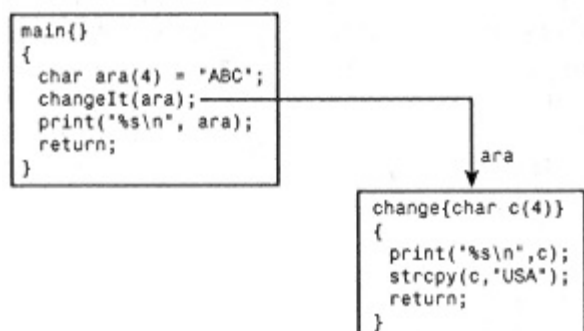 main{}
{
char ara(4) = "ABC";
changeIt(ara);
print("%s\n", ara);
return;
}
ara
change{char c(4)}
{
print("%s\n",c);
strcpy(c,"USA");
return;
}